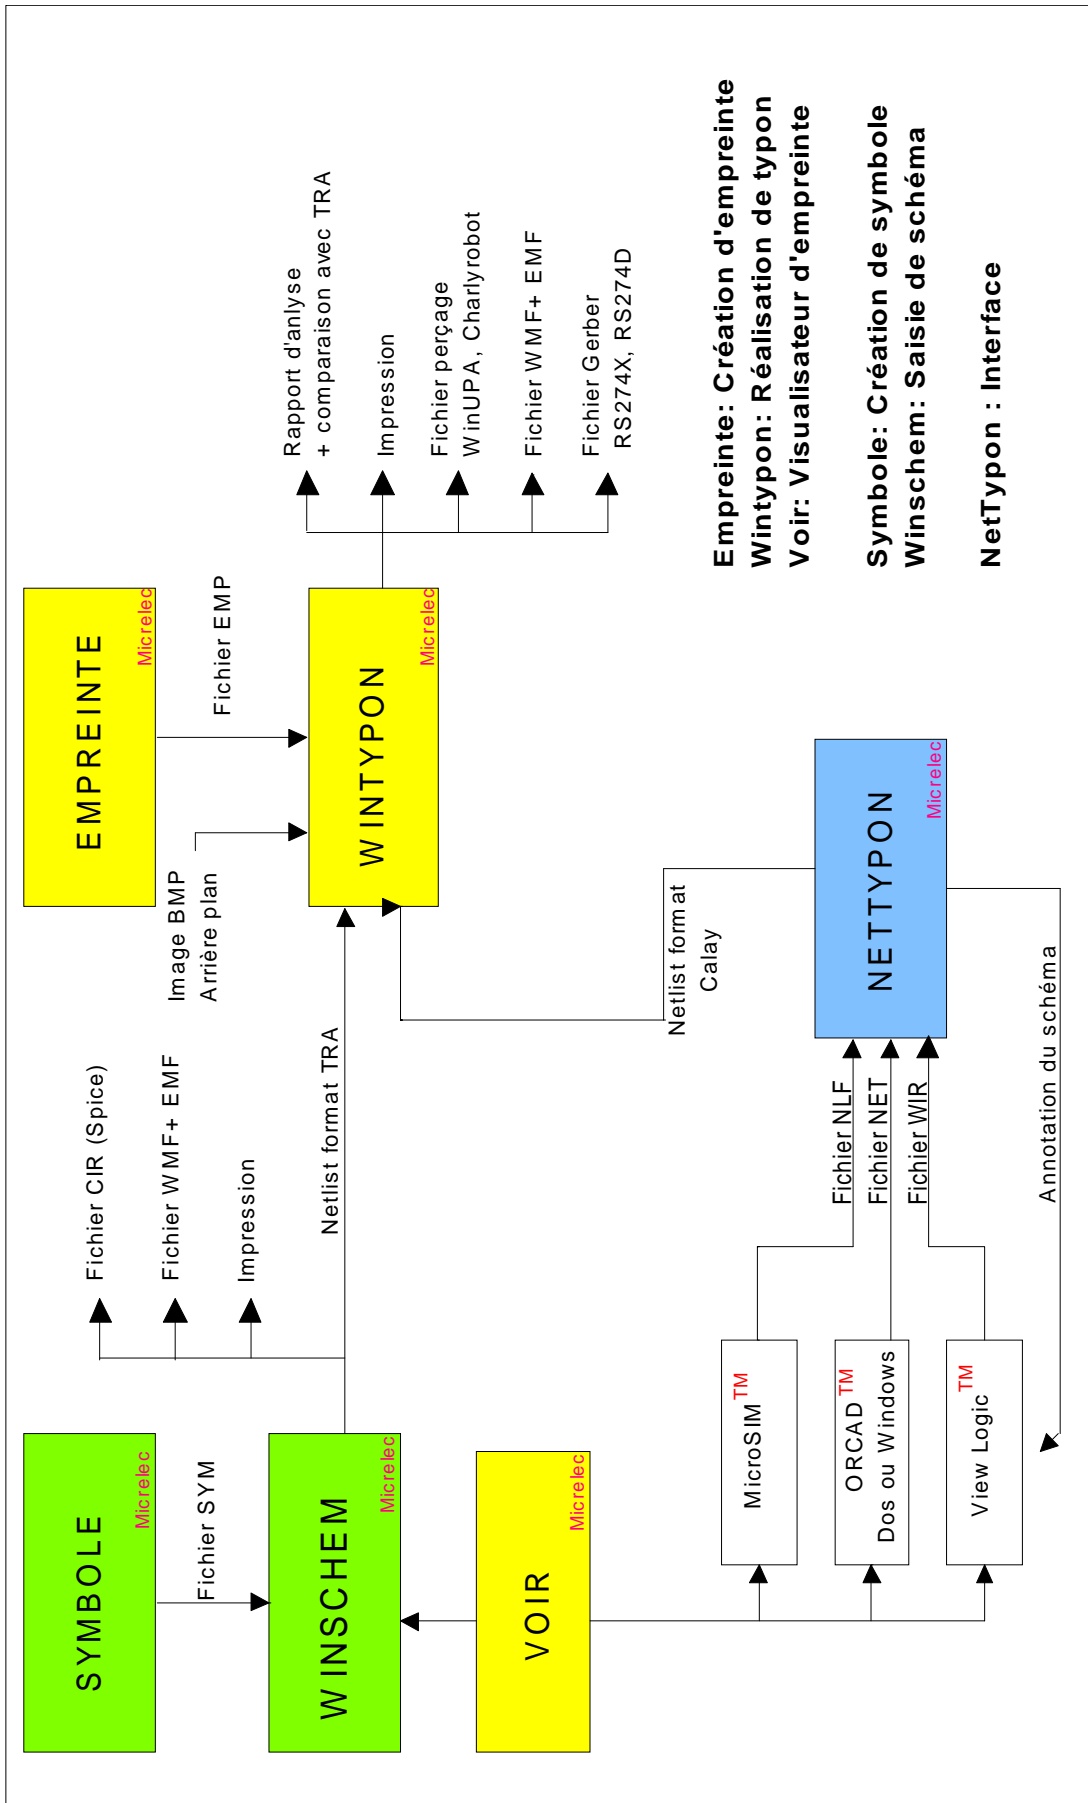 SYMBOLE
Micrelec
Fichier SYM
WINSCHEM
Micrelec
VOIR
Micrelec
Fichier CIR (Spice)
Fichier WMF+ EMF
Impression
Netlist format TRA
EMPREINTE
Micrelec
Fichier EMP
Image BMP
Arrière plan
WINTYPON
Micrelec
Rapport d'anlyse
+ comparaison avec TRA
Impression
Fichier perçage
WinUPA, Charlyrobot
Fichier WMF+ EMF
Fichier Gerber
RS274X, RS274D
Netlist format
Calay
MicroSIM TM
ORCAD TM
Dos ou Windows
View Logic TM
Fichier NLF
Fichier NET
Fichier WIR
NETTYPON
Micrelec
Annotation du schéma
Empreinte: Création d'empreinte
Wintypon: Réalisation de typon
Voir: Visualisateur d'empreinte
Symbole: Création de symbole
Winschem: Saisie de schéma
NetTypon : Interface